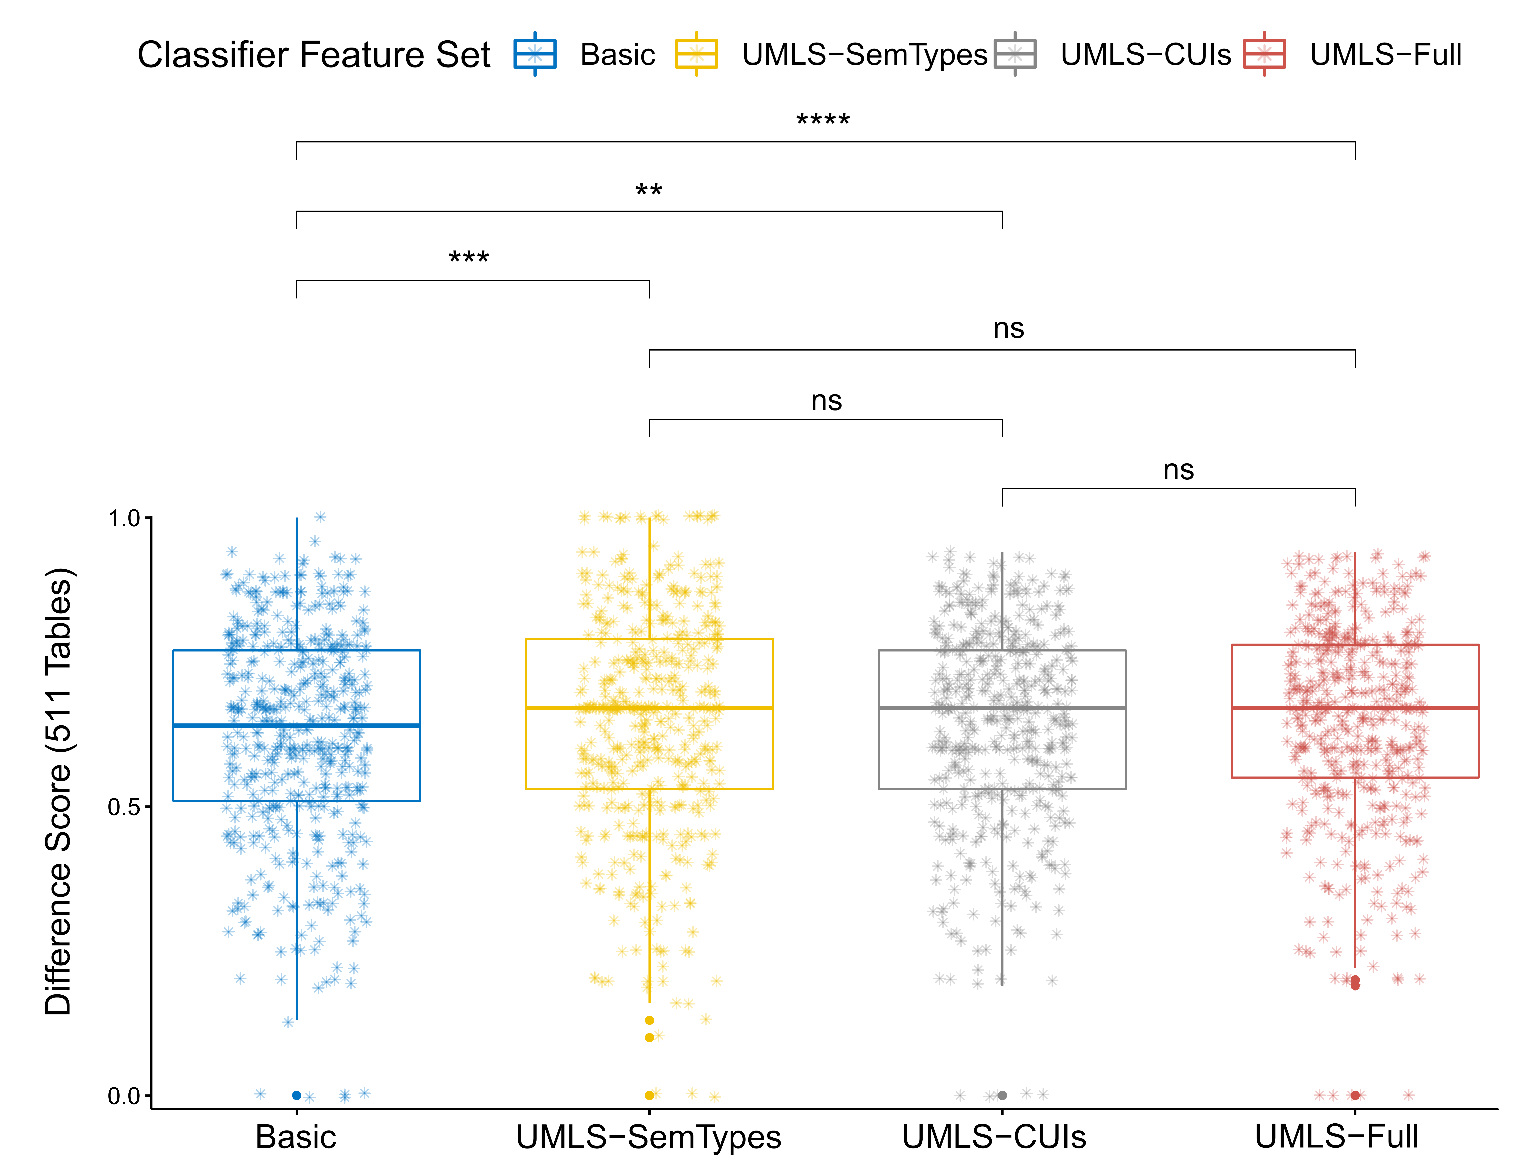 Classifier Feature Set Basic UMLS−SemTypes UMLS−CUIs UMLS−Full
****
**
***
ns
ns
ns
1.0
0.5
0.0
Difference Score (511 Tables)
Basic UMLS−SemTypes UMLS−CUIs UMLS−Full